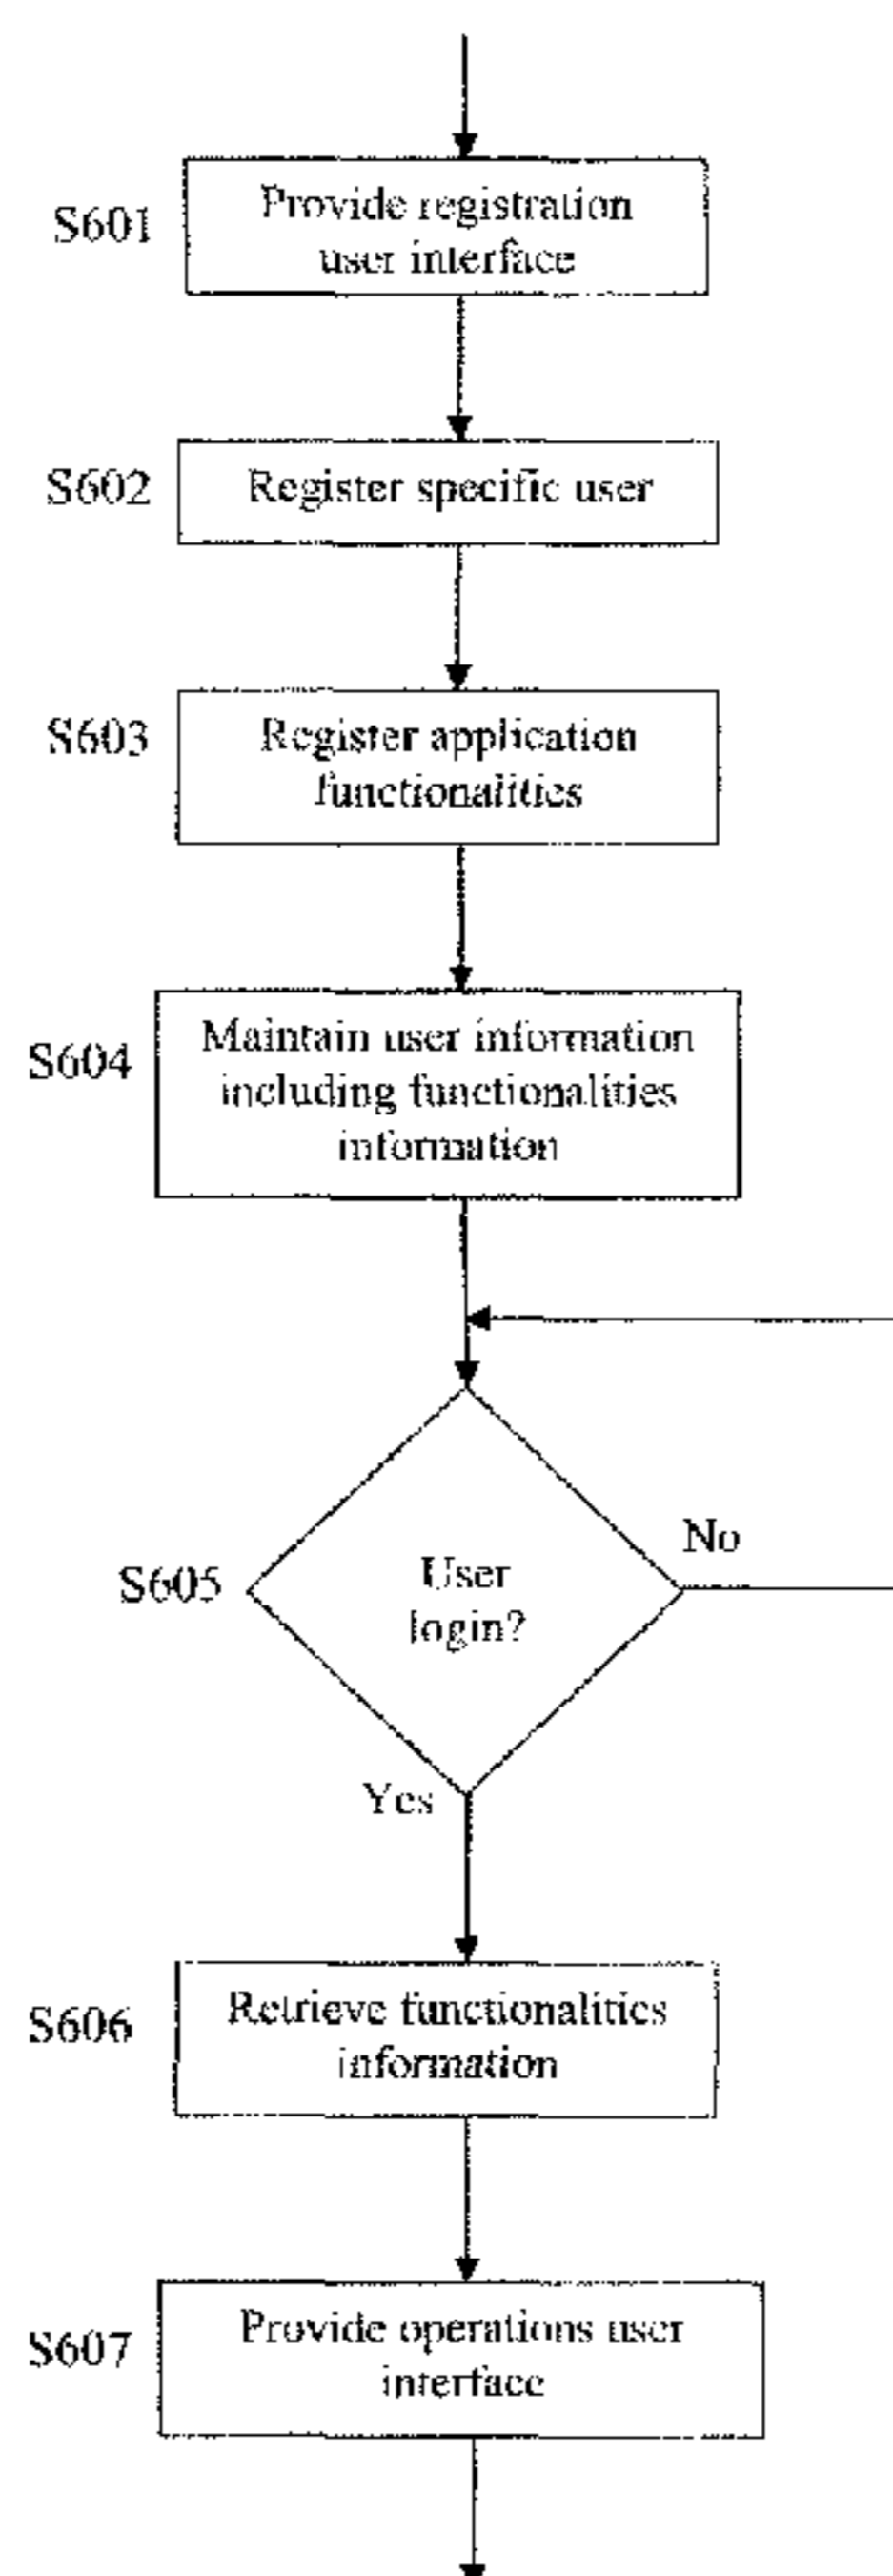 S601
Provide registration
user interface
S602
Register specific user
S603
Register application
functionalities
S604
Maintain user information
including functionalities
information
S605
User
login?
No
Yes
S606
Retrieve functionalities
information
S607
Provide operations user
interface